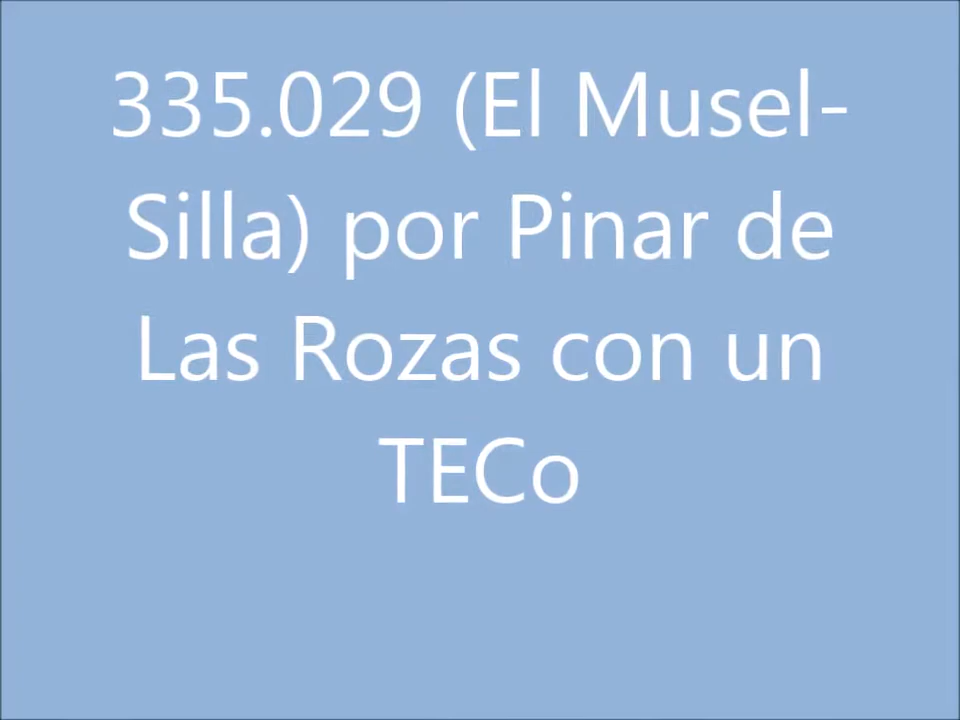 335.029 (El Musel-
Silla) por Pinar de
Las Rozas con un
TECo